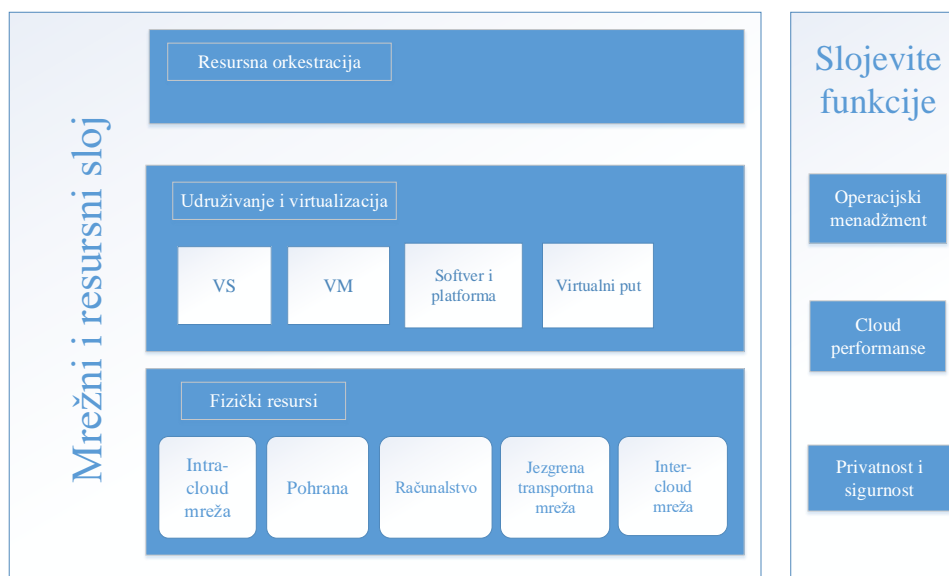 Mrežni i resursni sloj
Resursna orkestracija
Udruživanje i virtualizacija
VS
VM
Softver i
platforma
Virtualni put
Fizički resursi
Intra-
cloud
mreža
Pohrana
Računalstvo
Jezgrena
transportna
mreža
Inter-
cloud
mreža
Slojevite
funkcije
Operacijski
menadžment
Cloud
performanse
Privatnost i
sigurnost